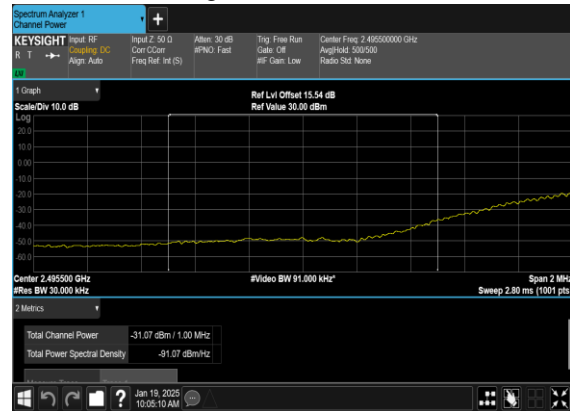 Spectrum Analyzer 1
Channel Power
+
KEYSIGHT Input: RF Input Z: 50 Ω Atten: 30 dB Trig: Free Run Center Freq: 2.495500000 GHz
R T Coupling: DC Corr CCorr #PNO: Fast Gate: Off Avg|Hold: 500/500
Align: Auto Freq Ref: Int (S) #IF Gain: Low Radio Std: None
1 Graph
Ref Lvl Offset 15.54 dB
Scale/Div 10.0 dB Ref Value 30.00 dBm
Log
20.0
10.0
0.00
-10.0
-20.0
-30.0
-40.0
-50.0
-60.0
Center 2.495500 GHz #Video BW 91.000 kHz* Span 2 MHz
#Res BW 30.000 kHz Sweep 2.80 ms (1001 pts
2 Metrics
Total Channel Power -31.07 dBm / 1.00 MHz
Total Power Spectral Density -91.07 dBm/Hz
?
Jan 19, 2025
10:05:10 AM